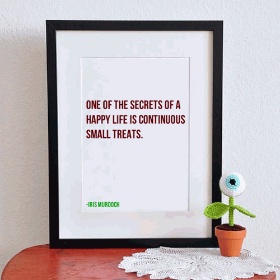 ONE OF THE SECRETS OF A
HAPPY LIFE IS CONTINUOUS
SMALL TREATS.
-IRIS MURDOCH